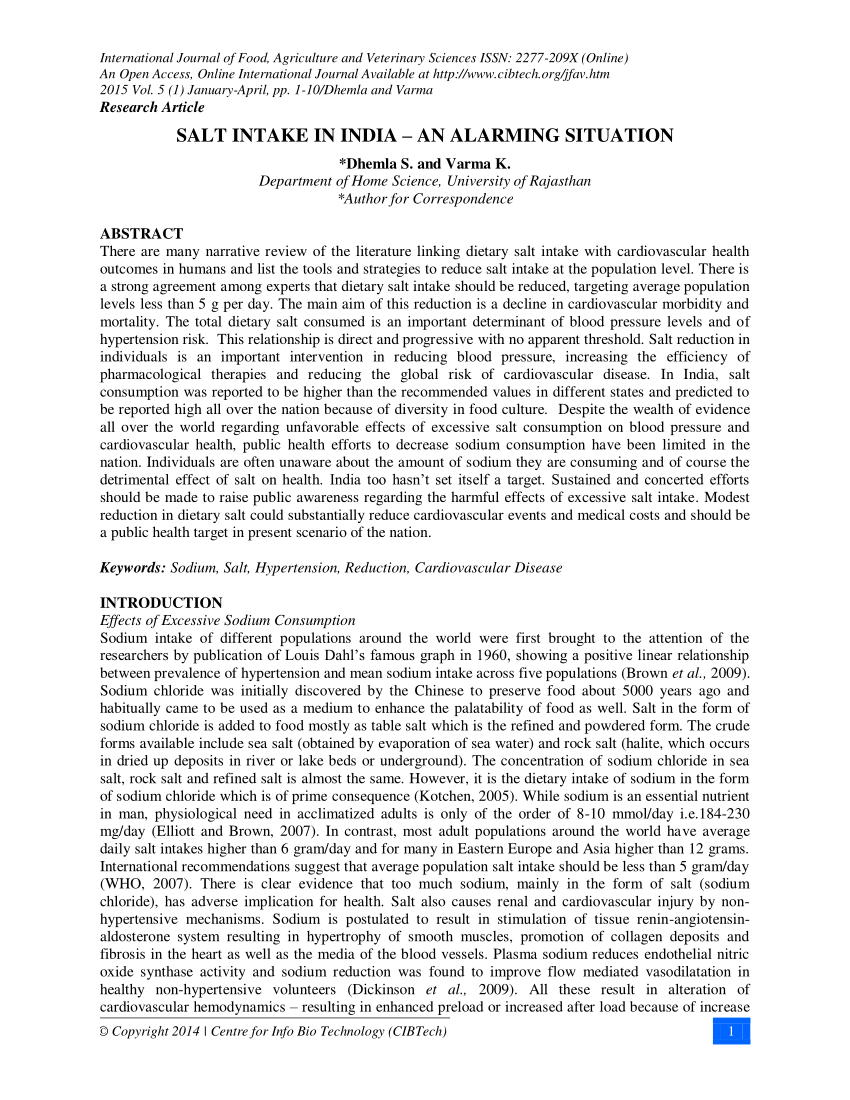 International Journal of Food, Agriculture and Veterinary Sciences ISSN: 2277-209X (Online)
An Open Access, Online International Journal Available at http://www.cibtech.org/jfav.htm
2015 Vol. 5 (1) January-April, pp. 1-10/Dhemla and Varma
Research Article
SALT INTAKE IN INDIA – AN ALARMING SITUATION
*Dhemla S. and Varma K.
Department of Home Science, University of Rajasthan
*Author for Correspondence
ABSTRACT
There are many narrative review of the literature linking dietary salt intake with cardiovascular health
outcomes in humans and list the tools and strategies to reduce salt intake at the population level. There is
a strong agreement among experts that dietary salt intake should be reduced, targeting average population
levels less than 5 g per day. The main aim of this reduction is a decline in cardiovascular morbidity and
mortality. The total dietary salt consumed is an important determinant of blood pressure levels and of
hypertension risk.  This relationship is direct and progressive with no apparent threshold. Salt reduction in
individuals is an important intervention in reducing blood pressure, increasing the efficiency of
pharmacological therapies and reducing the global risk of cardiovascular disease. In India, salt
consumption was reported to be higher than the recommended values in different states and predicted to
be reported high all over the nation because of diversity in food culture.  Despite the wealth of evidence
all over the world regarding unfavorable effects of excessive salt consumption on blood pressure and
cardiovascular health, public health efforts to decrease sodium consumption have been limited in the
nation. Individuals are often unaware about the amount of sodium they are consuming and of course the
detrimental effect of salt on health. India too hasn't set itself a target. Sustained and concerted efforts
should be made to raise public awareness regarding the harmful effects of excessive salt intake. Modest
reduction in dietary salt could substantially reduce cardiovascular events and medical costs and should be
a public health target in present scenario of the nation.
Keywords: Sodium, Salt, Hypertension, Reduction, Cardiovascular Disease
INTRODUCTION
Effects of Excessive Sodium Consumption
Sodium intake of different populations around the world were first brought to the attention of the
researchers by publication of Louis Dahl's famous graph in 1960, showing a positive linear relationship
between prevalence of hypertension and mean sodium intake across five populations (Brown et al., 2009).
Sodium chloride was initially discovered by the Chinese to preserve food about 5000 years ago and
habitually came to be used as a medium to enhance the palatability of food as well. Salt in the form of
sodium chloride is added to food mostly as table salt which is the refined and powdered form. The crude
forms available include sea salt (obtained by evaporation of sea water) and rock salt (halite, which occurs
in dried up deposits in river or lake beds or underground). The concentration of sodium chloride in sea
salt, rock salt and refined salt is almost the same. However, it is the dietary intake of sodium in the form
of sodium chloride which is of prime consequence (Kotchen, 2005). While sodium is an essential nutrient
in man, physiological need in acclimatized adults is only of the order of 8-10 mmol/day i.e.184-230
mg/day (Elliott and Brown, 2007). In contrast, most adult populations around the world have average
daily salt intakes higher than 6 gram/day and for many in Eastern Europe and Asia higher than 12 grams.
International recommendations suggest that average population salt intake should be less than 5 gram/day
(WHO, 2007). There is clear evidence that too much sodium, mainly in the form of salt (sodium
chloride), has adverse implication for health. Salt also causes renal and cardiovascular injury by non-
hypertensive mechanisms. Sodium is postulated to result in stimulation of tissue renin-angiotensin-
aldosterone system resulting in hypertrophy of smooth muscles, promotion of collagen deposits and
fibrosis in the heart as well as the media of the blood vessels. Plasma sodium reduces endothelial nitric
oxide synthase activity and sodium reduction was found to improve flow mediated vasodilatation in
healthy non-hypertensive volunteers (Dickinson et al., 2009). All these result in alteration of
cardiovascular hemodynamics – resulting in enhanced preload or increased after load because of increase
© Copyright 2014 | Centre for Info Bio Technology (CIBTech)
1